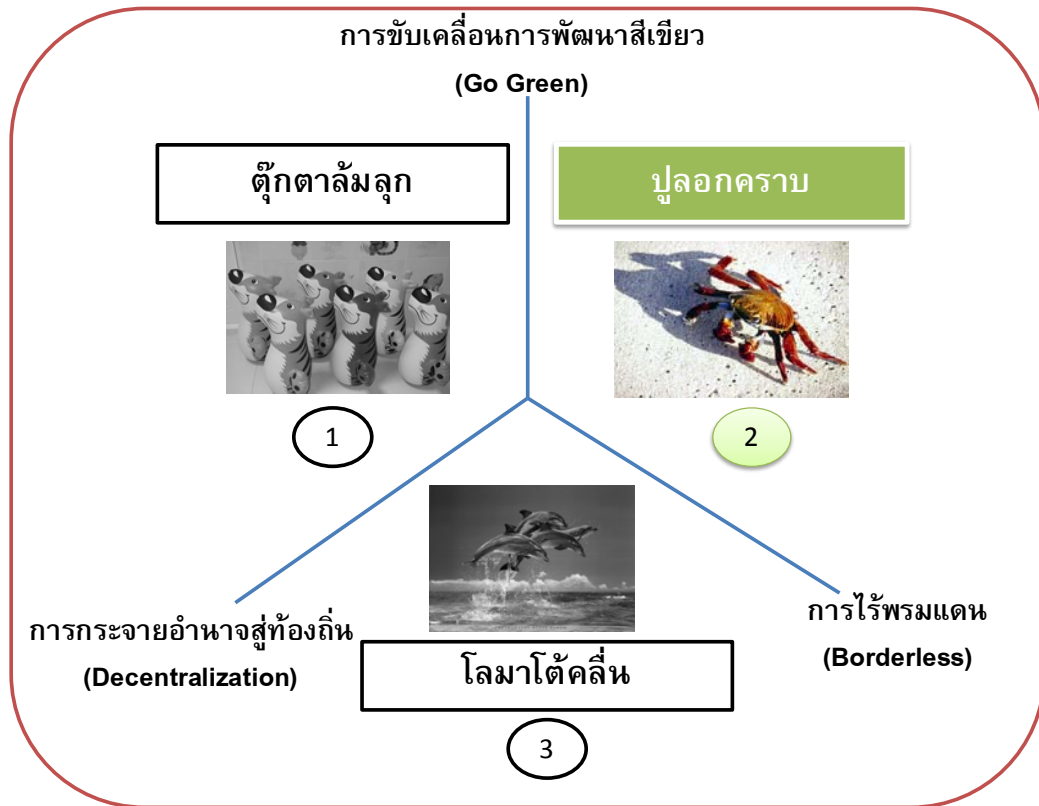 การขับเคลื่อนการพัฒนาสีเขียว
(Go Green)
ตุ๊กตาล้มลุก
ปูลอกคราบ
1
2
การกระจายอำนาจสู่ท้องถิ่น
(Decentralization)
การไร้พรมแดน
(Borderless)
โลมาโต้คลื่น
3